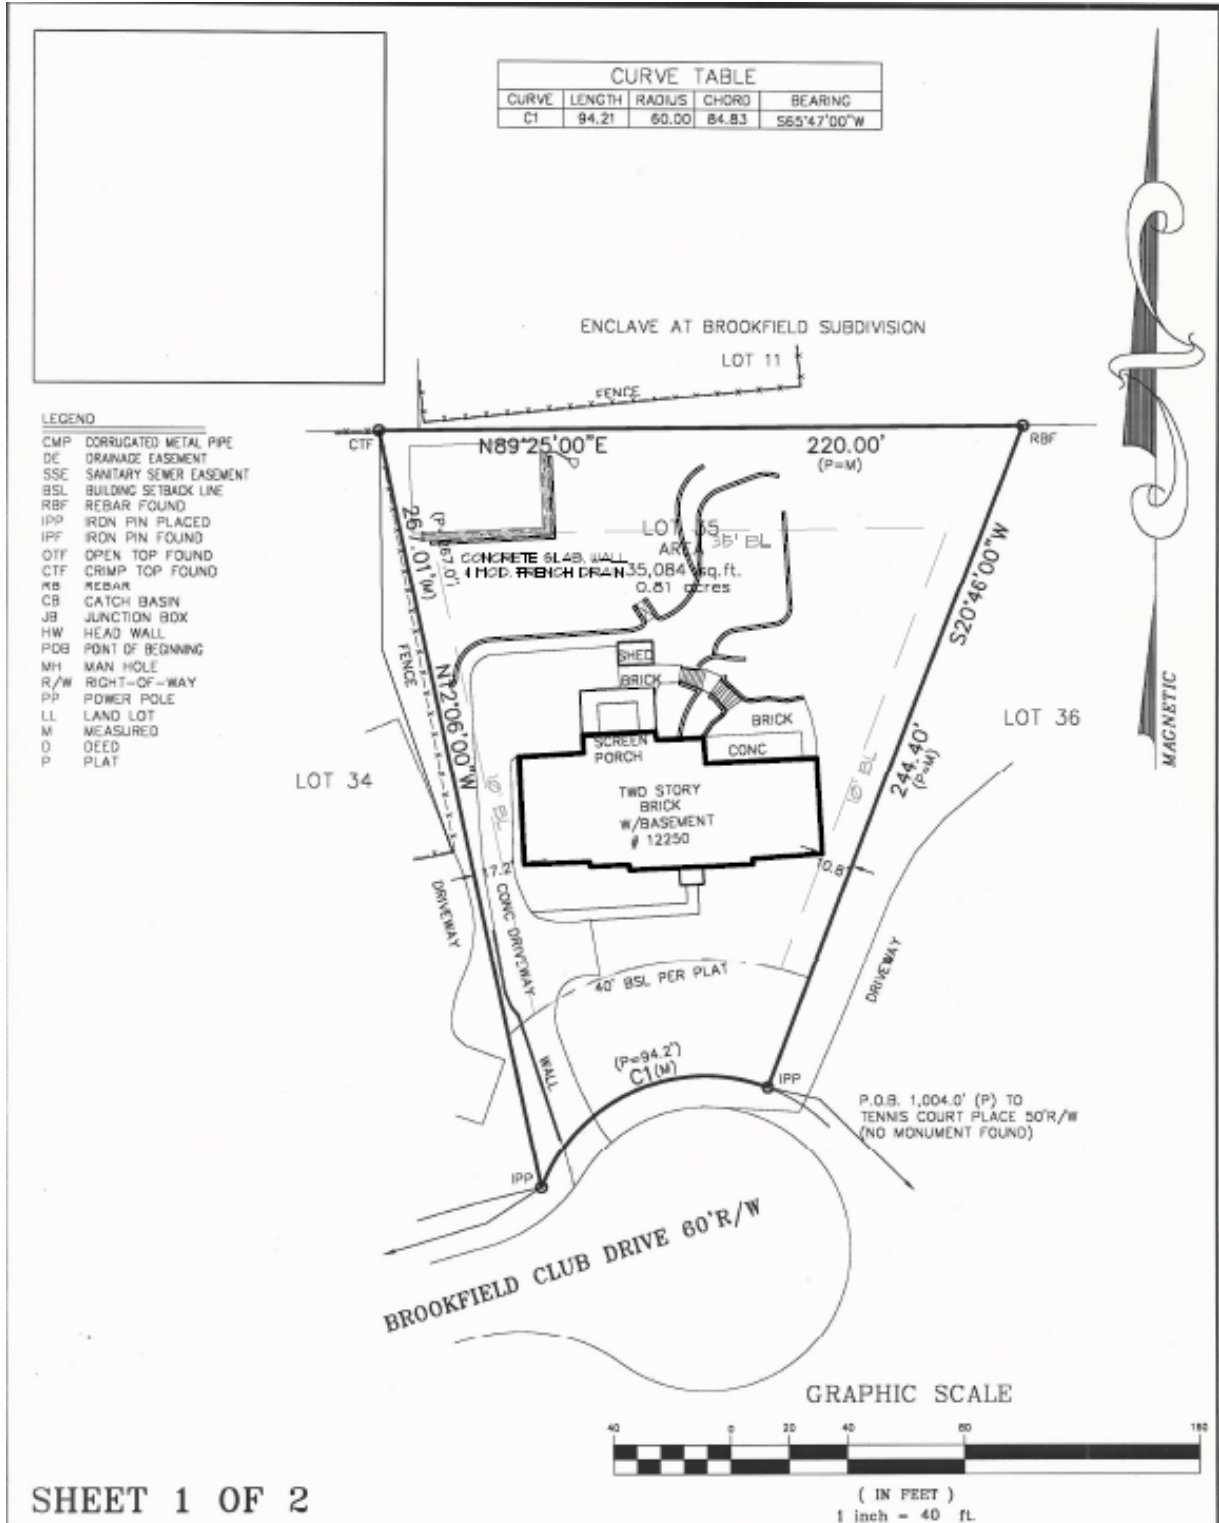 CURVE TABLE
CURVE LENGTH RADIUS CHORD BEARING
C1 94.21 60.00 84.83 S65°47'00"W
ENCLAVE AT BROOKFIELD SUBDIVISION
LOT 11
FENCE
LEGEND
CMP CORRUGATED METAL PIPE
DE DRAINAGE EASEMENT
SSE SANITARY SEWER EASEMENT
BSL BUILDING SETBACK LINE
RBF REBAR FOUND
IPP IRON PIN PLACED
IPF IRON PIN FOUND
OTF OPEN TOP FOUND
CTF CRIMP TOP FOUND
RB REBAR
CB CATCH BASIN
JB JUNCTION BOX
HW HEAD WALL
POB POINT OF BEGINNING
MH MAN HOLE
R/W RIGHT-OF-WAY
PP POWER POLE
LL LAND LOT
M MEASURED
D DEED
P PLAT
CTF
N89°25'00"E
220.00'
(P=M)
RBF
267.01'(M)
(P=267.0')
CONCRETE SLAB, WALL
& MOD. FRENCH DRAIN
LOT 35
AREA
35' BL
35,084 sq.ft.
0.81 acres
S20°46'00"W
FENCE
N12°06'00"W
SHED
BRICK
BRICK
SCREEN
PORCH
CONC
LOT 34
LOT 36
MAGNETIC
244.40'
(P=M)
10' BL
10' BL
TWO STORY
BRICK
W/BASEMENT
# 12250
17.2'
10.8'
DRIVEWAY
CONC DRIVEWAY
DRIVEWAY
40' BSL PER PLAT
WALL
(P=94.2')
C1(M)
IPP
P.O.B. 1,004.0' (P) TO
TENNIS COURT PLACE 50'R/W
(NO MONUMENT FOUND)
IPP
BROOKFIELD CLUB DRIVE 60'R/W
GRAPHIC SCALE
40 0 20 40 80 160
( IN FEET )
1 inch = 40 ft.
SHEET 1 OF 2